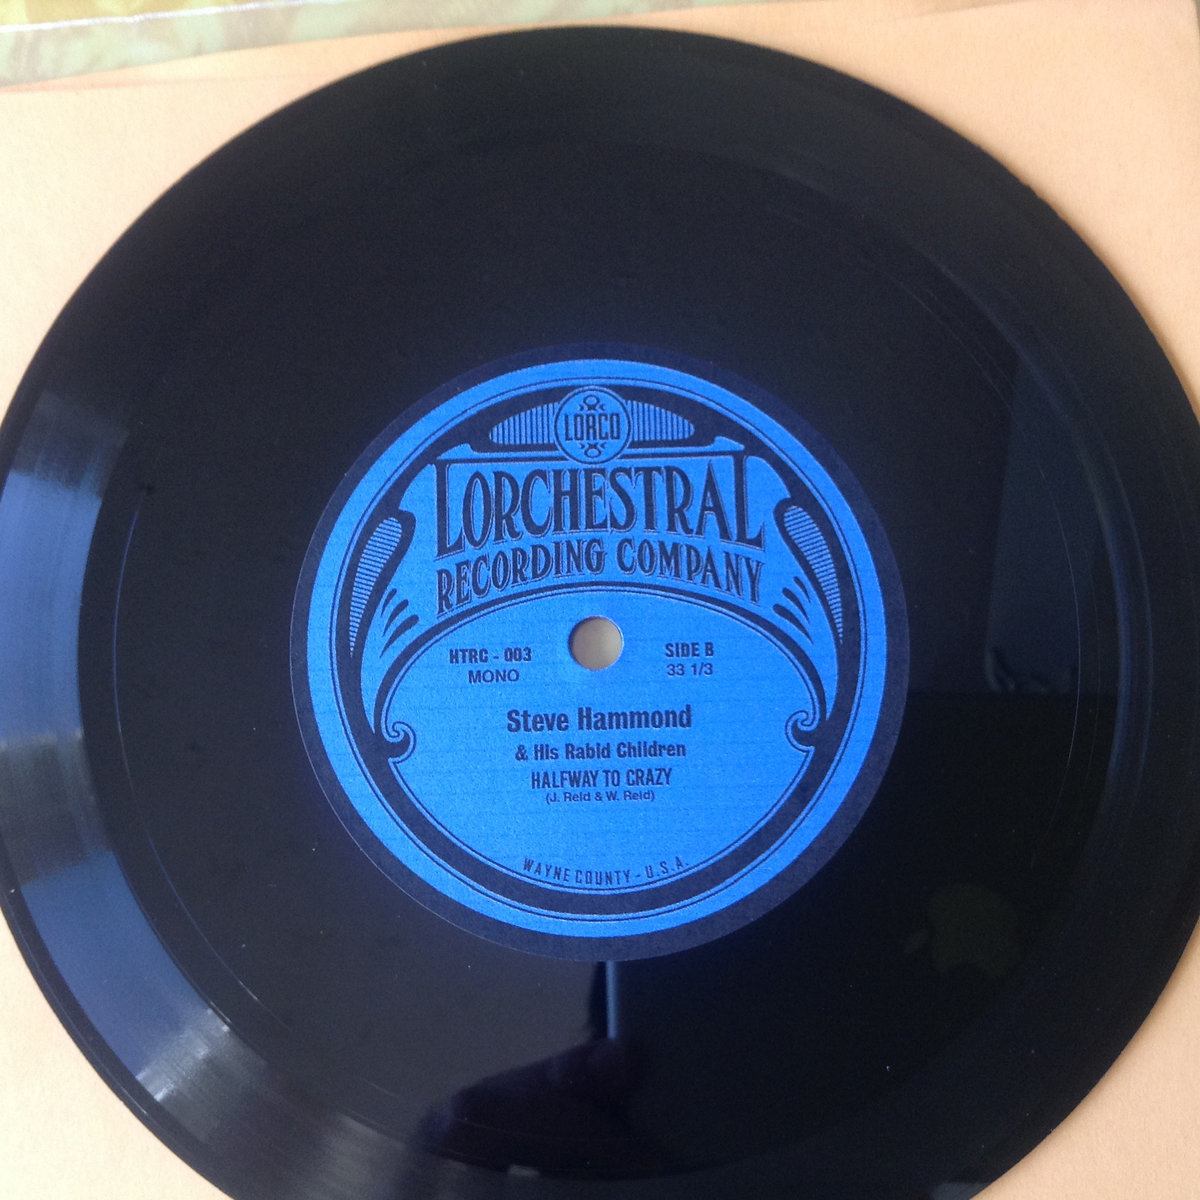 LORCO
LORCHESTRAL
RECORDING COMPANY
HTRC - 003
MONO
SIDE B
33 1/3
Steve Hammond
& His Rabid Children
HALFWAY TO CRAZY
(J. Reid & W. Reid)
WAYNE COUNTY - U.S.A.